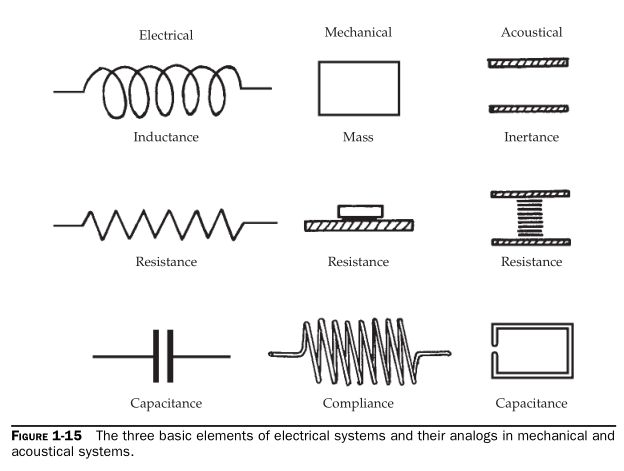 Electrical Mechanical Acoustical
Inductance Mass Inertance
Resistance Resistance Resistance
Capacitance Compliance Capacitance
FIGURE 1-15 The three basic elements of electrical systems and their analogs in mechanical and
acoustical systems.